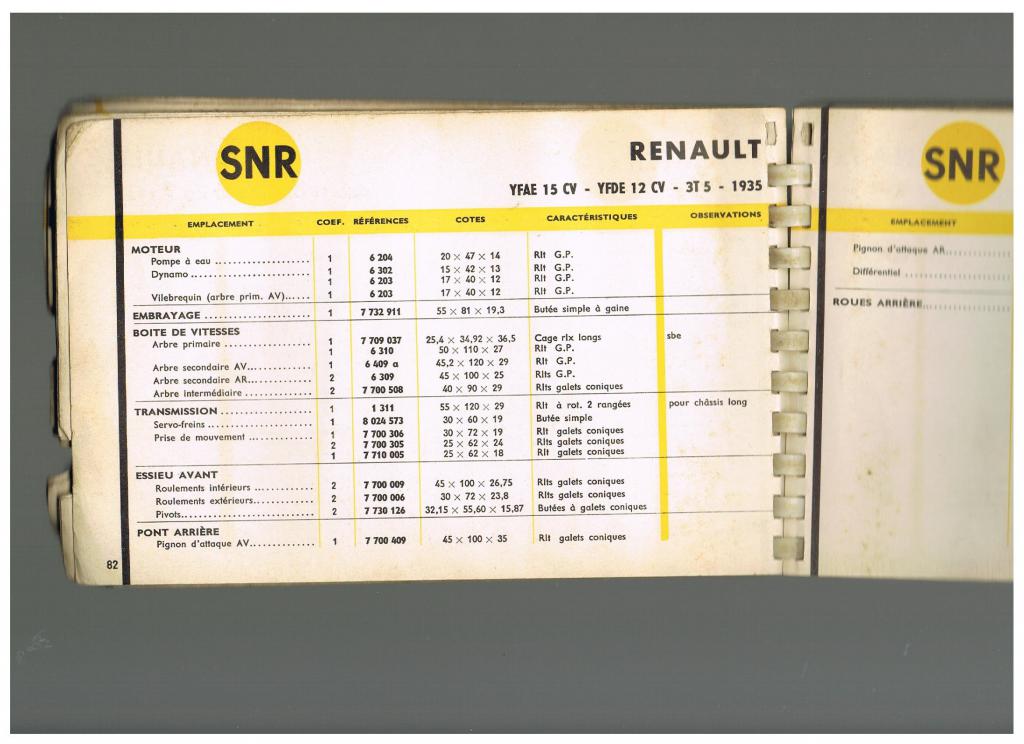 SNR
RENAULT
YFAE 15 CV - YFDE 12 CV - 3T 5 - 1935
EMPLACEMENT COEF. RÉFÉRENCES COTES CARACTÉRISTIQUES OBSERVATIONS
MOTEUR
Pompe à eau .................... 1 6 204 20 × 47 × 14 Rlt G.P.
Dynamo ......................... 1 6 302 15 × 42 × 13 Rlt G.P.
1 6 203 17 × 40 × 12 Rlt G.P.
Vilebrequin (arbre prim. AV)...... 1 6 203 17 × 40 × 12 Rlt G.P.
EMBRAYAGE ...................... 1 7 732 911 55 × 81 × 19,3 Butée simple à gaine
BOITE DE VITESSES
Arbre primaire .................. 1 7 709 037 25,4 × 34,92 × 36,5 Cage rlx longs sbe
1 6 310 50 × 110 × 27 Rlt G.P.
Arbre secondaire AV............. 1 6 409 a 45,2 × 120 × 29 Rlt G.P.
Arbre secondaire AR............. 2 6 309 45 × 100 × 25 Rlts G.P.
Arbre intermédiaire .............. 2 7 700 508 40 × 90 × 29 Rlts galets coniques
TRANSMISSION ................... 1 1 311 55 × 120 × 29 Rlt à rot. 2 rangées pour châssis long
Servo-freins ...................... 1 8 024 573 30 × 60 × 19 Butée simple
Prise de mouvement ............. 1 7 700 306 30 × 72 × 19 Rlt galets coniques
2 7 700 305 25 × 62 × 24 Rlts galets coniques
1 7 710 005 25 × 62 × 18 Rlt galets coniques
ESSIEU AVANT
Roulements intérieurs ............ 2 7 700 009 45 × 100 × 26,75 Rlts galets coniques
Roulements extérieurs............ 2 7 700 006 30 × 72 × 23,8 Rlts galets coniques
Pivots............................ 2 7 730 126 32,15 × 55,60 × 15,87 Butées à galets coniques
PONT ARRIÈRE
Pignon d'attaque AV............. 1 7 700 409 45 × 100 × 35 Rlt galets coniques
82
SNR
EMPLACEMENT
Pignon d'attaque AR.............
Différentiel ......................
ROUES ARRIÈRE..................